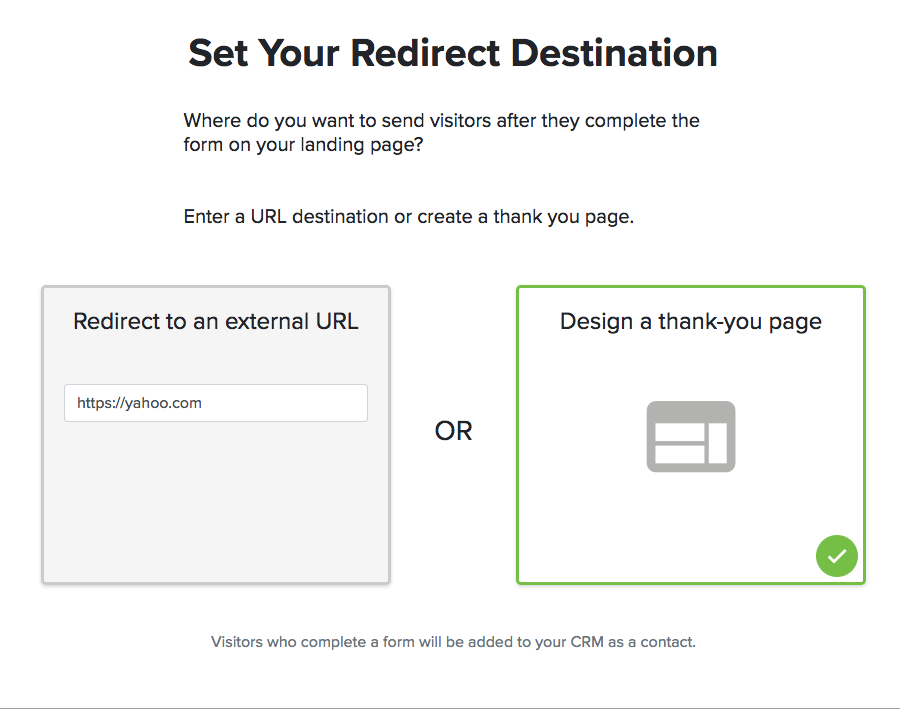 Set Your Redirect Destination
Where do you want to send visitors after they complete the
form on your landing page?
Enter a URL destination or create a thank you page.
Redirect to an external URL
https://yahoo.com
OR
Design a thank-you page
Visitors who complete a form will be added to your CRM as a contact.